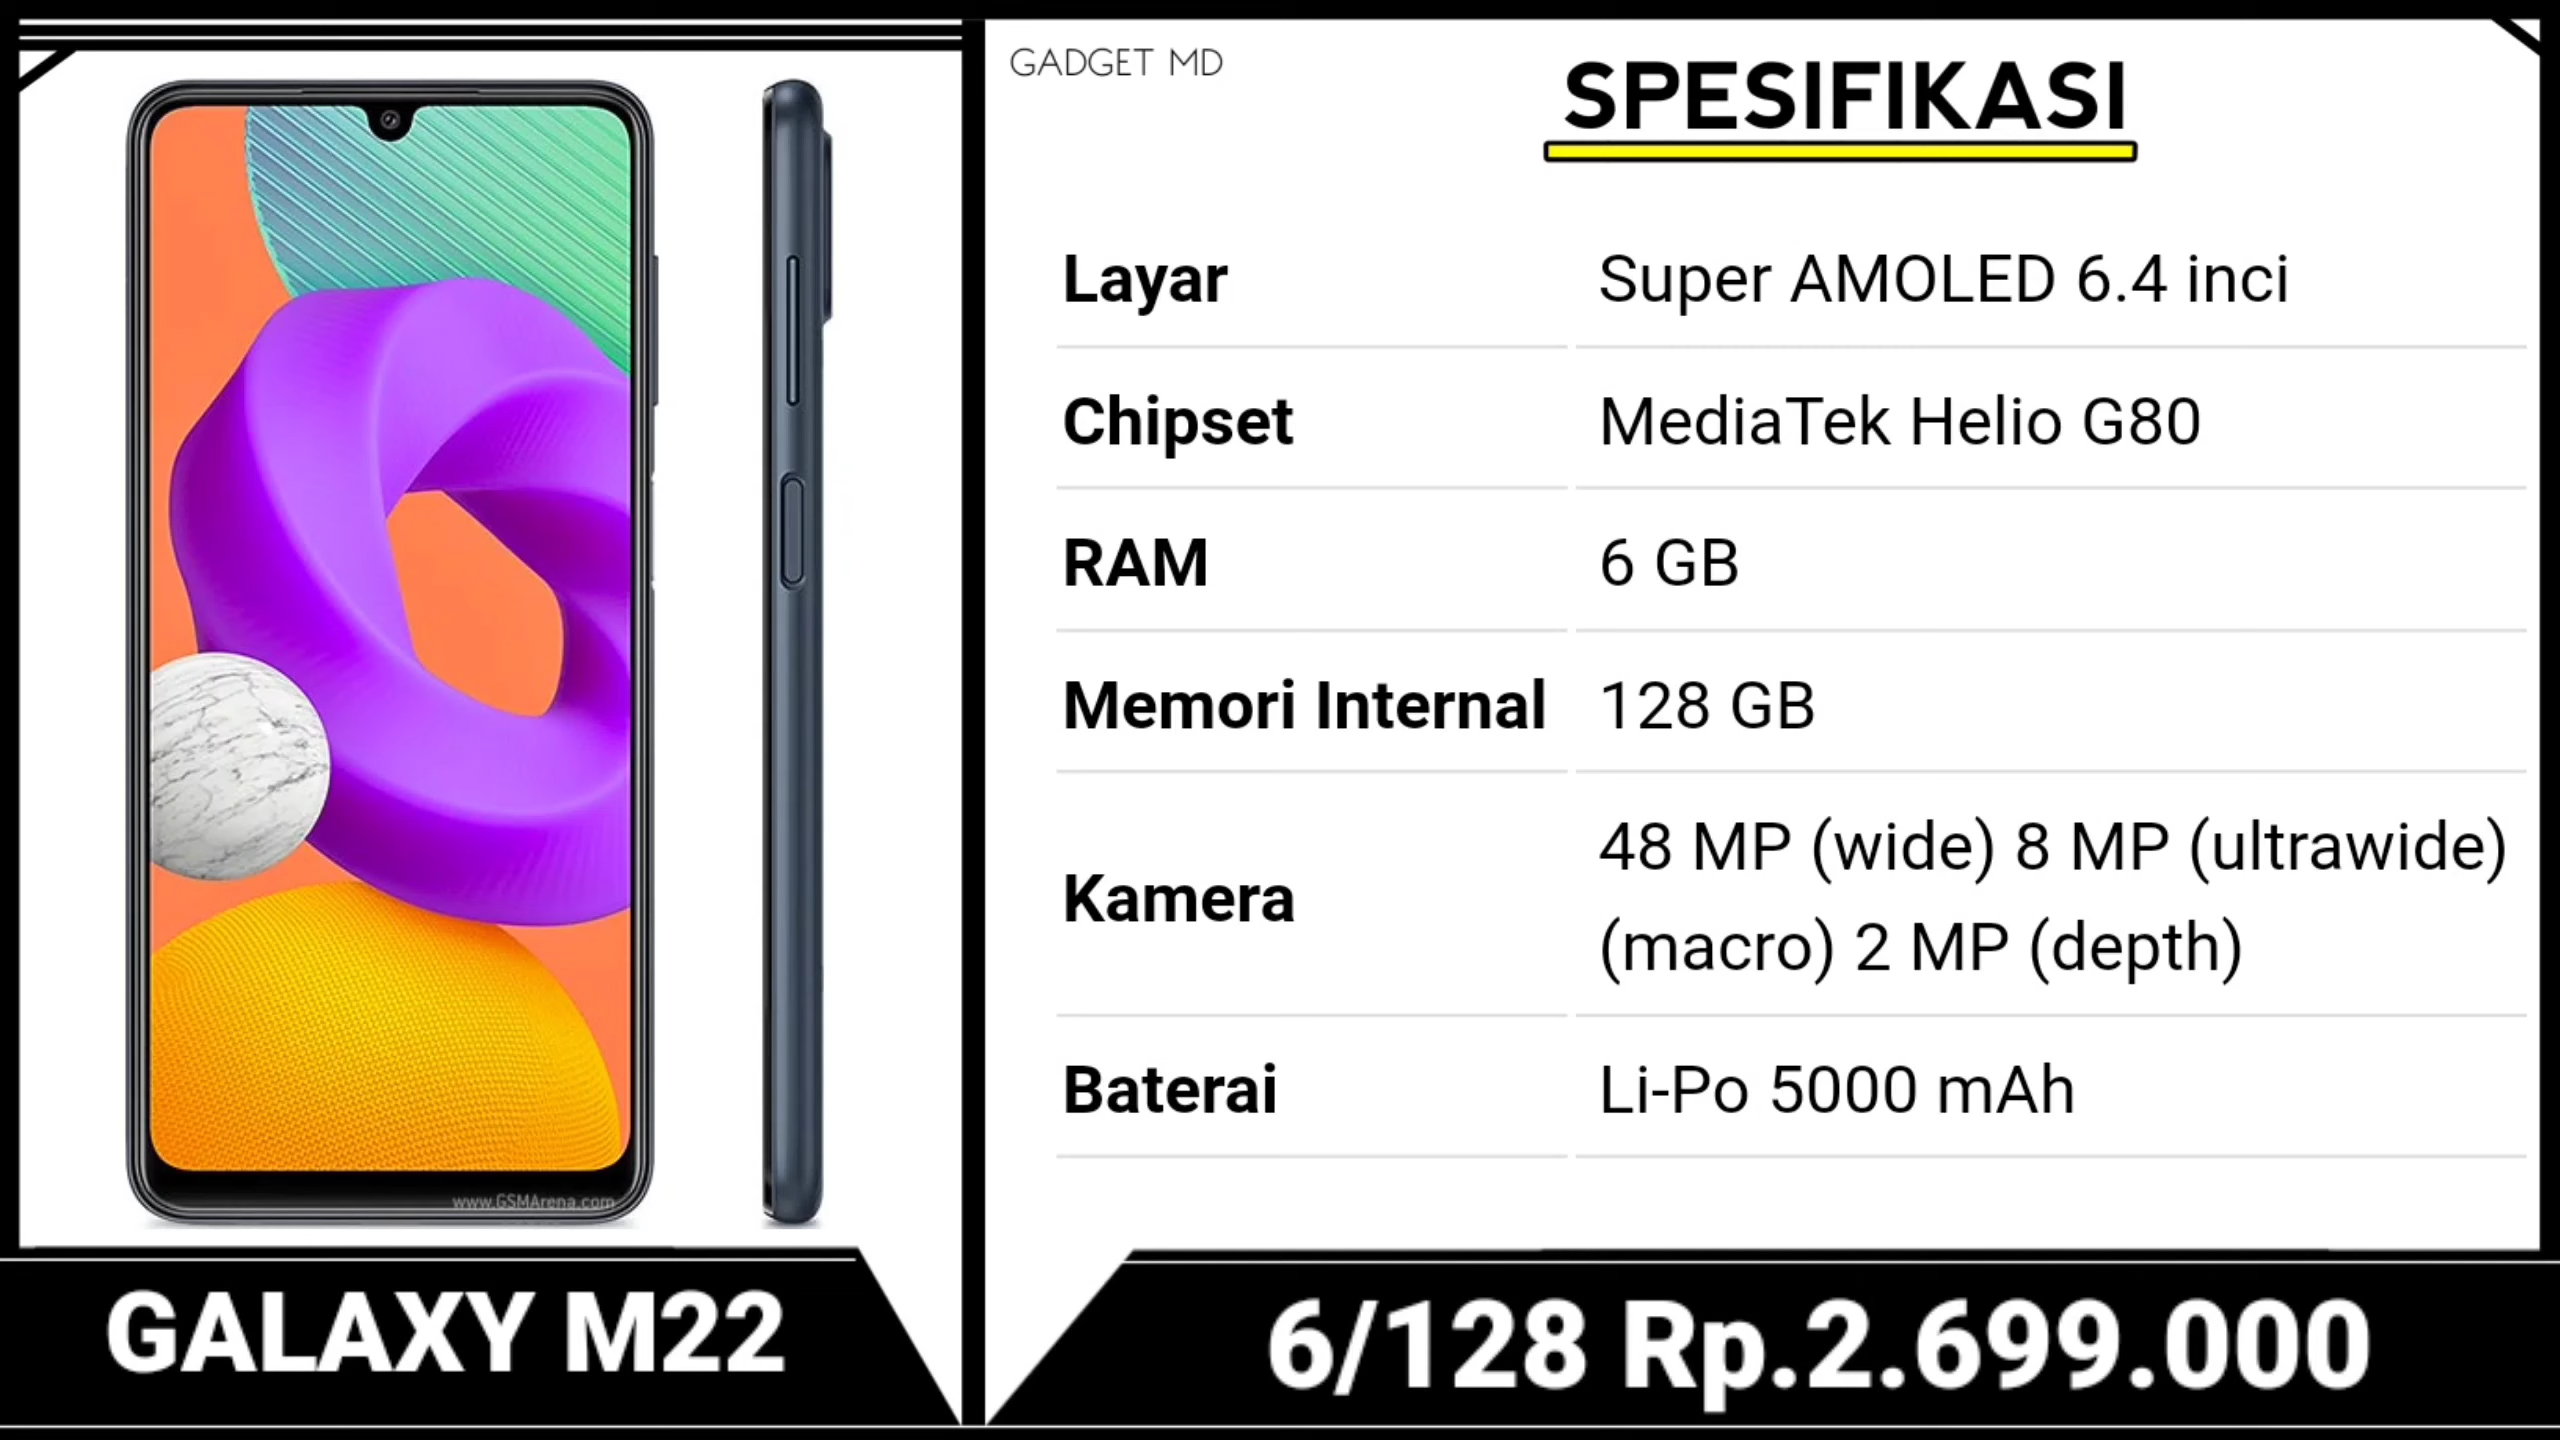 GADGET MD
SPESIFIKASI
Layar Super AMOLED 6.4 inci
Chipset MediaTek Helio G80
RAM 6 GB
Memori Internal 128 GB
Kamera 48 MP (wide) 8 MP (ultrawide)
(macro) 2 MP (depth)
Baterai Li-Po 5000 mAh
www.GSMArena.com
GALAXY M22
6/128 Rp.2.699.000